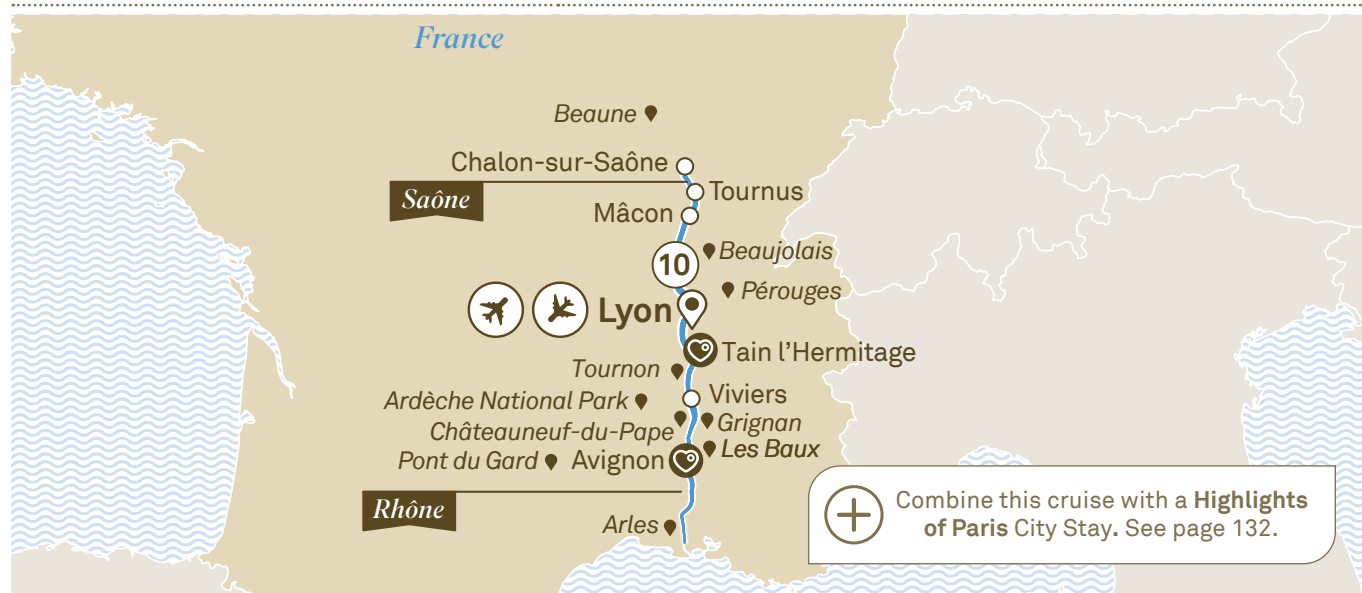 France
Beaune
Chalon-sur-Saône
Saône
Tournus
Mâcon
Beaujolais
10
Pérouges
Lyon
Tain l'Hermitage
Tournon
Viviers
Ardèche National Park
Grignan
Châteauneuf-du-Pape
Les Baux
Pont du Gard
Avignon
Rhône
Arles
Combine this cruise with a Highlights
of Paris City Stay. See page 132.